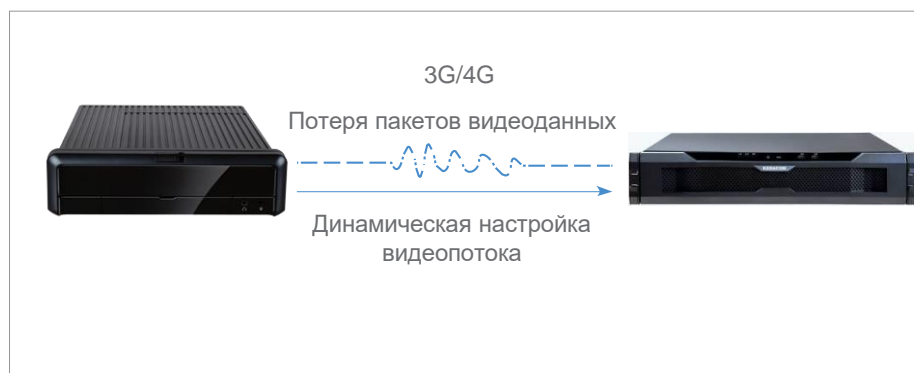 3G/4G
Потеря пакетов видеоданных
Динамическая настройка
видеопотока